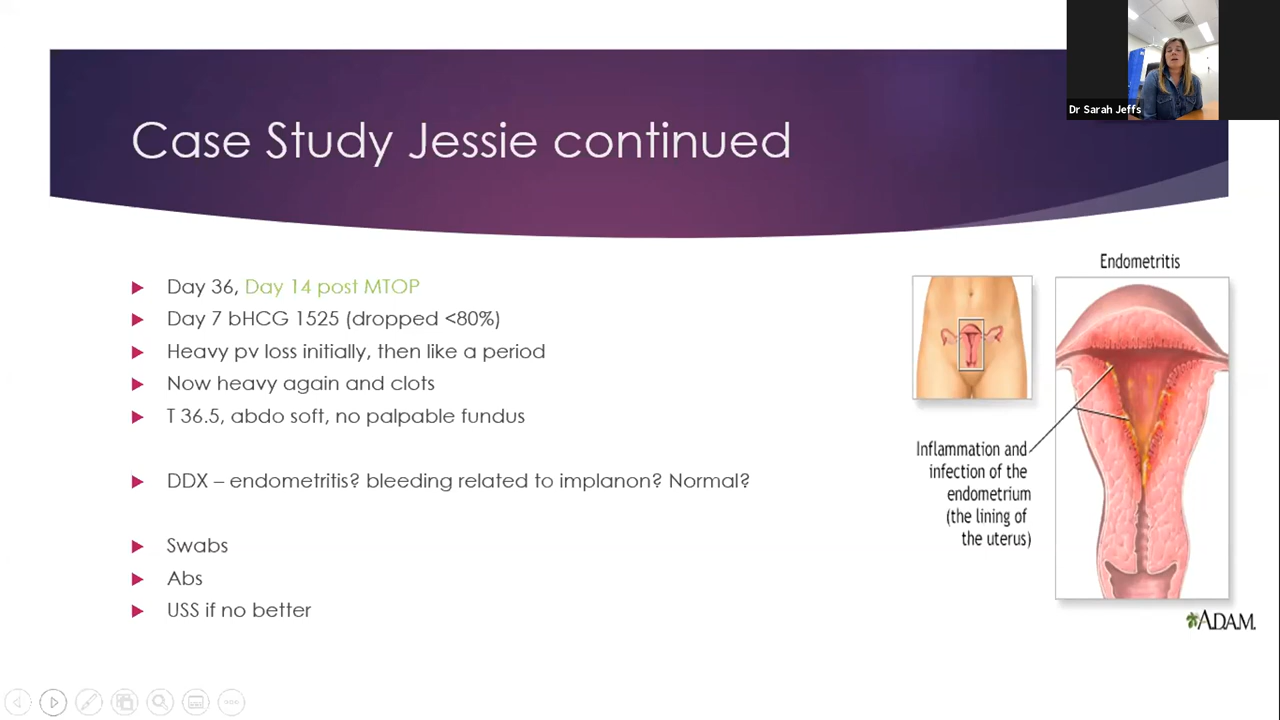 Dr Sarah Jeffs
Case Study Jessie continued
Day 36, Day 14 post MTOP
Day 7 bHCG 1525 (dropped <80%)
Heavy pv loss initially, then like a period
Now heavy again and clots
T 36.5, abdo soft, no palpable fundus
DDX – endometritis? bleeding related to implanon? Normal?
Swabs
Abs
USS if no better
Endometritis
Inflammation and
infection of the
endometrium
(the lining of
the uterus)
ADAM.